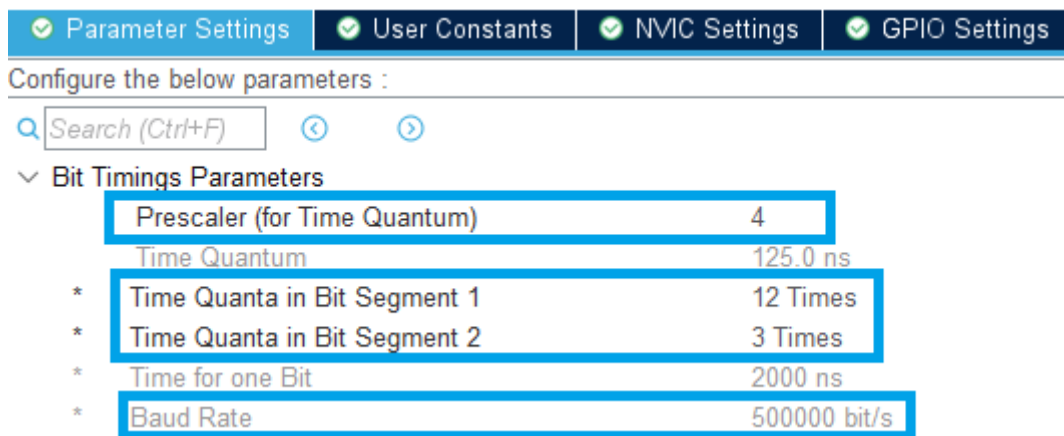 Parameter Settings User Constants NVIC Settings GPIO Settings
Configure the below parameters :
Search (Ctrl+F)
Bit Timings Parameters
Prescaler (for Time Quantum) 4
Time Quantum 125.0 ns
* Time Quanta in Bit Segment 1 12 Times
* Time Quanta in Bit Segment 2 3 Times
* Time for one Bit 2000 ns
* Baud Rate 500000 bit/s